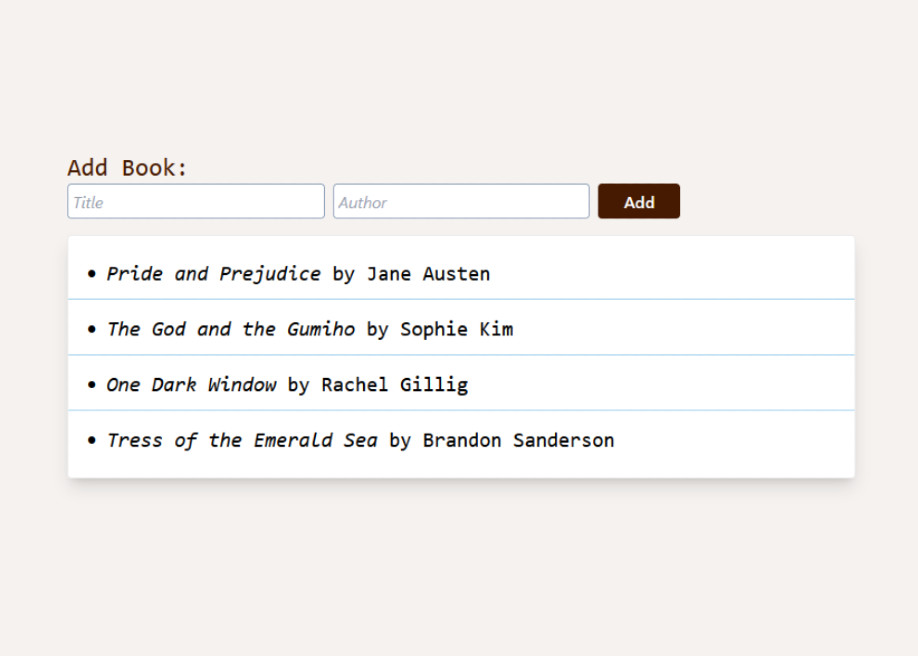 Add Book:
Title Author Add
• Pride and Prejudice by Jane Austen
• The God and the Gumiho by Sophie Kim
• One Dark Window by Rachel Gillig
• Tress of the Emerald Sea by Brandon Sanderson